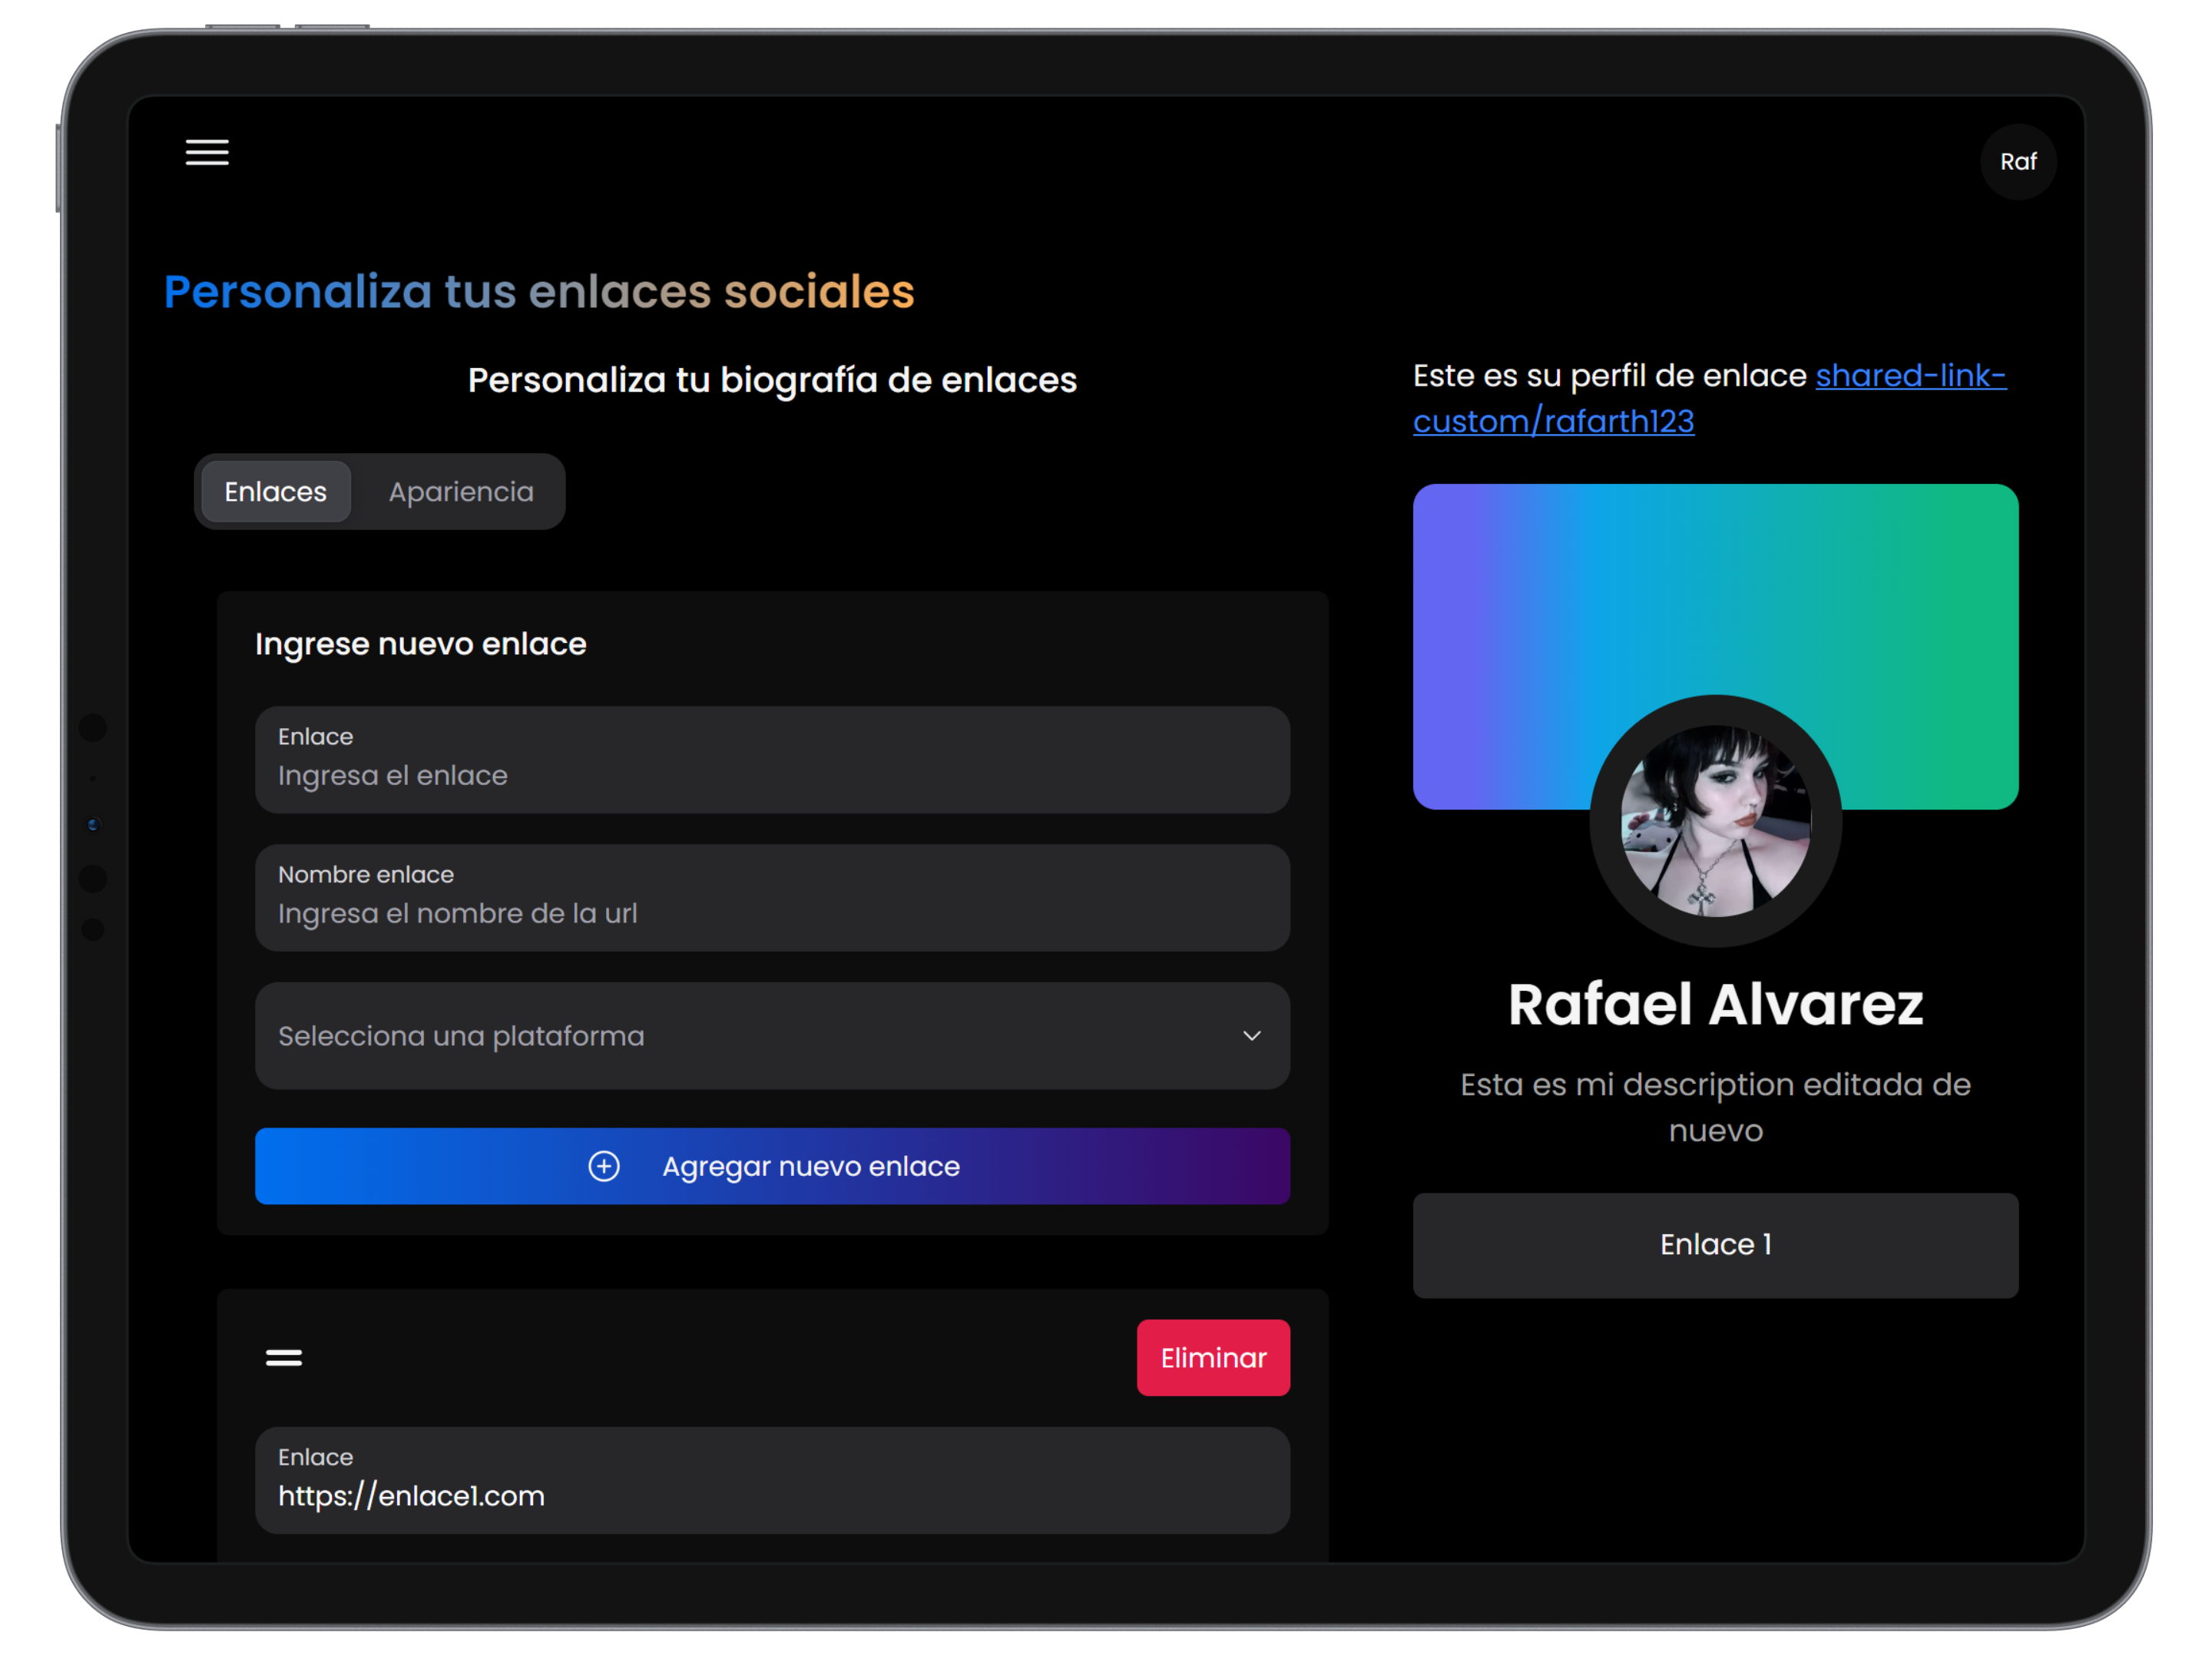 Raf
Personaliza tus enlaces sociales
Personaliza tu biografía de enlaces
Enlaces
Apariencia
Ingrese nuevo enlace
Enlace
Ingresa el enlace
Nombre enlace
Ingresa el nombre de la url
Selecciona una plataforma
Agregar nuevo enlace
Eliminar
Enlace
https://enlace1.com
Este es su perfil de enlace shared-link-
custom/rafarth123
Rafael Alvarez
Esta es mi description editada de
nuevo
Enlace 1